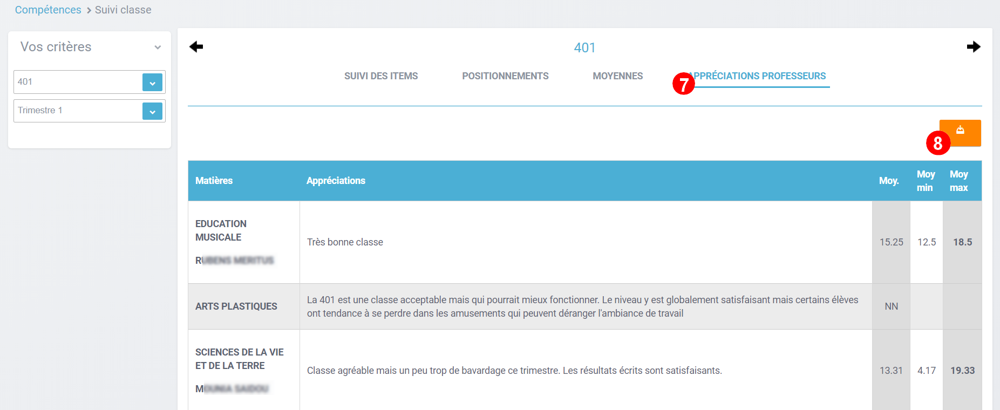 Compétences > Suivi classe
Vos critères
401
Trimestre 1
401
SUIVI DES ITEMS
POSITIONNEMENTS
MOYENNES
7
PPRÉCIATIONS PROFESSEURS
8
Matières
Appréciations
Moy.
Moy
min
Moy
max
EDUCATION
MUSICALE
Très bonne classe
15.25
12.5
18.5
ARTS PLASTIQUES
La 401 est une classe acceptable mais qui pourrait mieux fonctionner. Le niveau y est globalement satisfaisant mais certains élèves
ont tendance à se perdre dans les amusements qui peuvent déranger l'ambiance de travail
NN
SCIENCES DE LA VIE
ET DE LA TERRE
Classe agréable mais un peu trop de bavardage ce trimestre. Les résultats écrits sont satisfaisants.
13.31
4.17
19.33